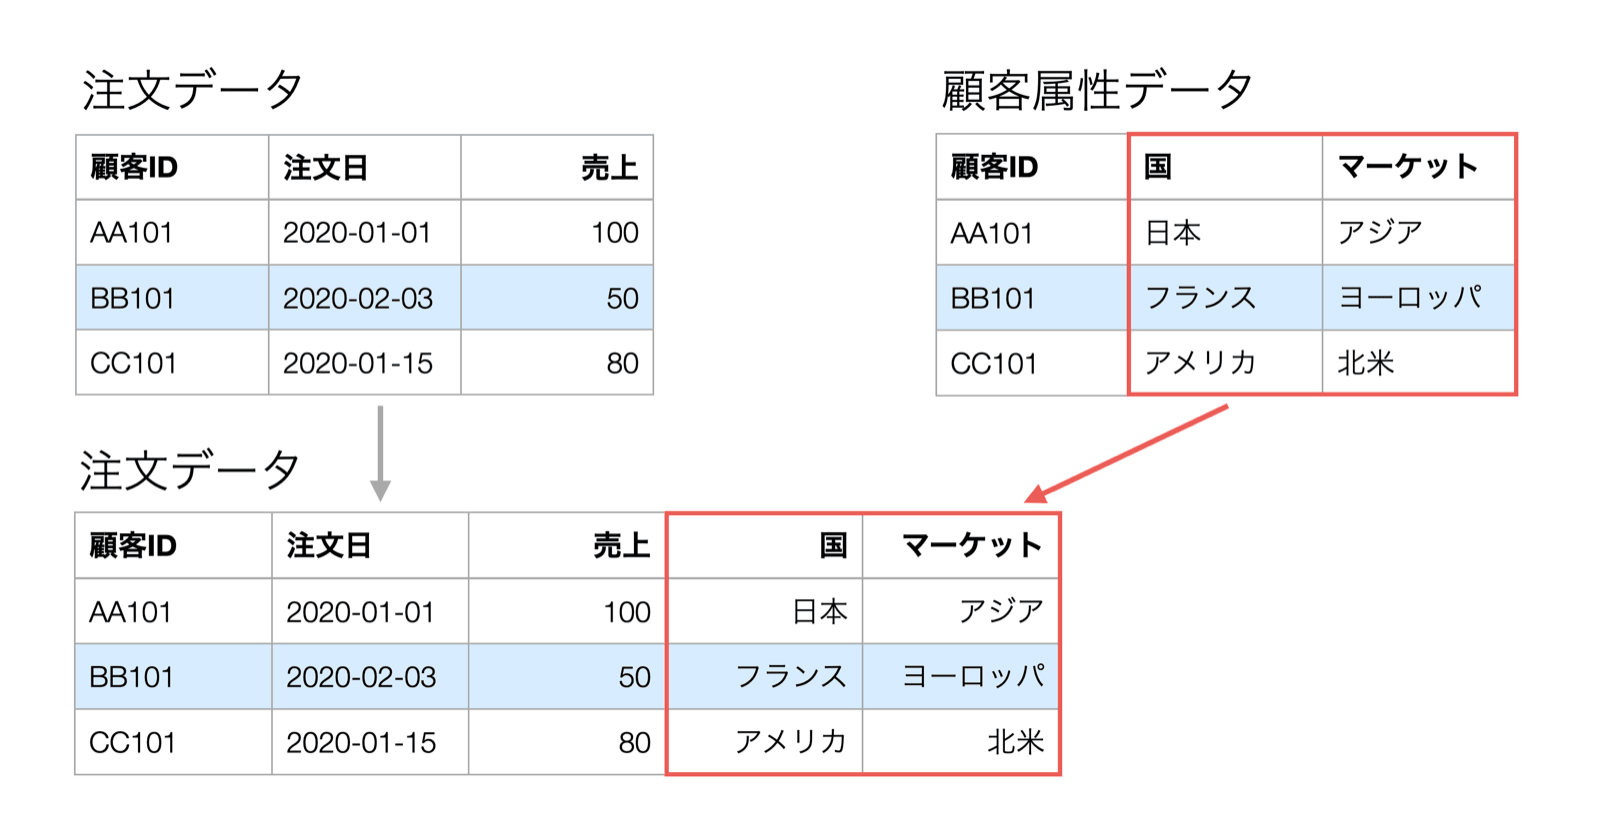 注文データ
顧客ID 注文日 売上
AA101 2020-01-01 100
BB101 2020-02-03 50
CC101 2020-01-15 80
顧客属性データ
顧客ID 国 マーケット
AA101 日本 アジア
BB101 フランス ヨーロッパ
CC101 アメリカ 北米
注文データ
顧客ID 注文日 売上 国 マーケット
AA101 2020-01-01 100 日本 アジア
BB101 2020-02-03 50 フランス ヨーロッパ
CC101 2020-01-15 80 アメリカ 北米